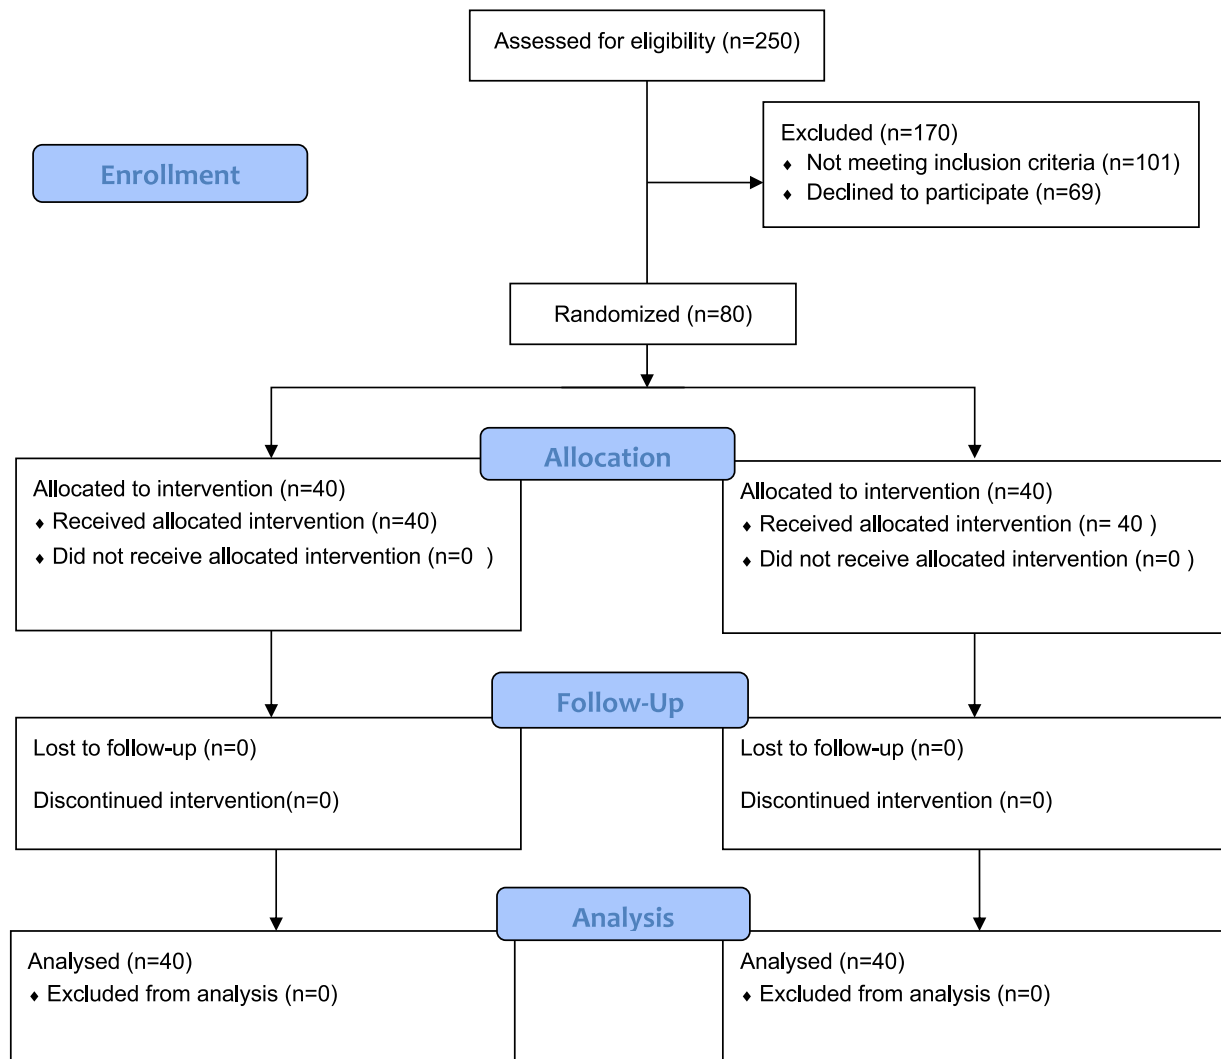 Assessed for eligibility (n=250)
Excluded (n=170)
♦ Not meeting inclusion criteria (n=101)
♦ Declined to participate (n=69)
Enrollment
Randomized (n=80)
Allocation
Allocated to intervention (n=40)
♦ Received allocated intervention (n=40)
♦ Did not receive allocated intervention (n=0 )
Allocated to intervention (n=40)
♦ Received allocated intervention (n= 40 )
♦ Did not receive allocated intervention (n=0 )
Follow-Up
Lost to follow-up (n=0)
Discontinued intervention(n=0)
Lost to follow-up (n=0)
Discontinued intervention (n=0)
Analysis
Analysed (n=40)
♦ Excluded from analysis (n=0)
Analysed (n=40)
♦ Excluded from analysis (n=0)